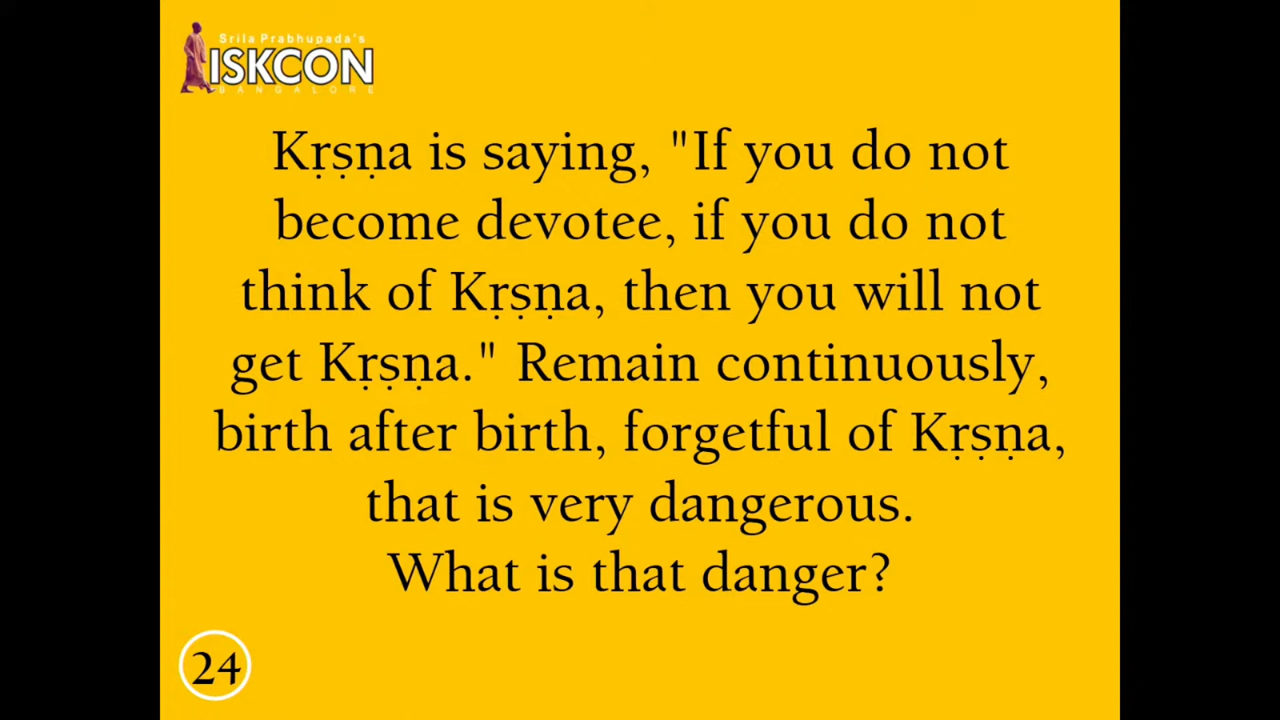 Srila Prabhupada's
ISKCON
BANGALORE
Kṛṣṇa is saying, "If you do not
become devotee, if you do not
think of Kṛṣṇa, then you will not
get Kṛṣṇa." Remain continuously,
birth after birth, forgetful of Kṛṣṇa,
that is very dangerous.
What is that danger?
24